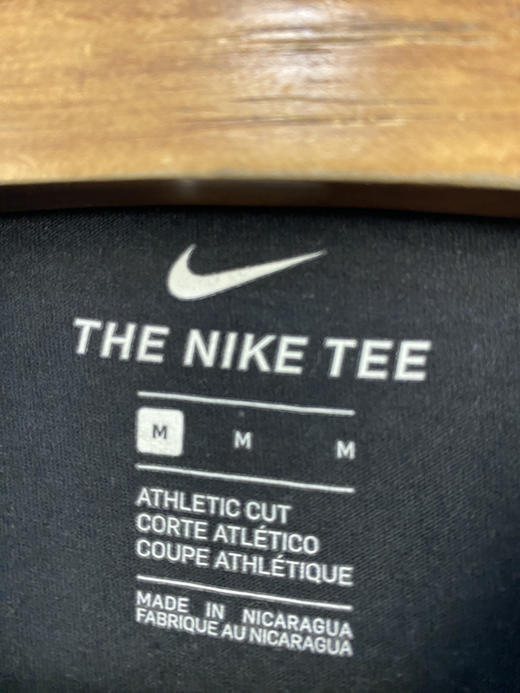 THE NIKE TEE
M M M
ATHLETIC CUT
CORTE ATLÉTICO
COUPE ATHLÉTIQUE
MADE IN NICARAGUA
FABRIQUE AU NICARAGUA